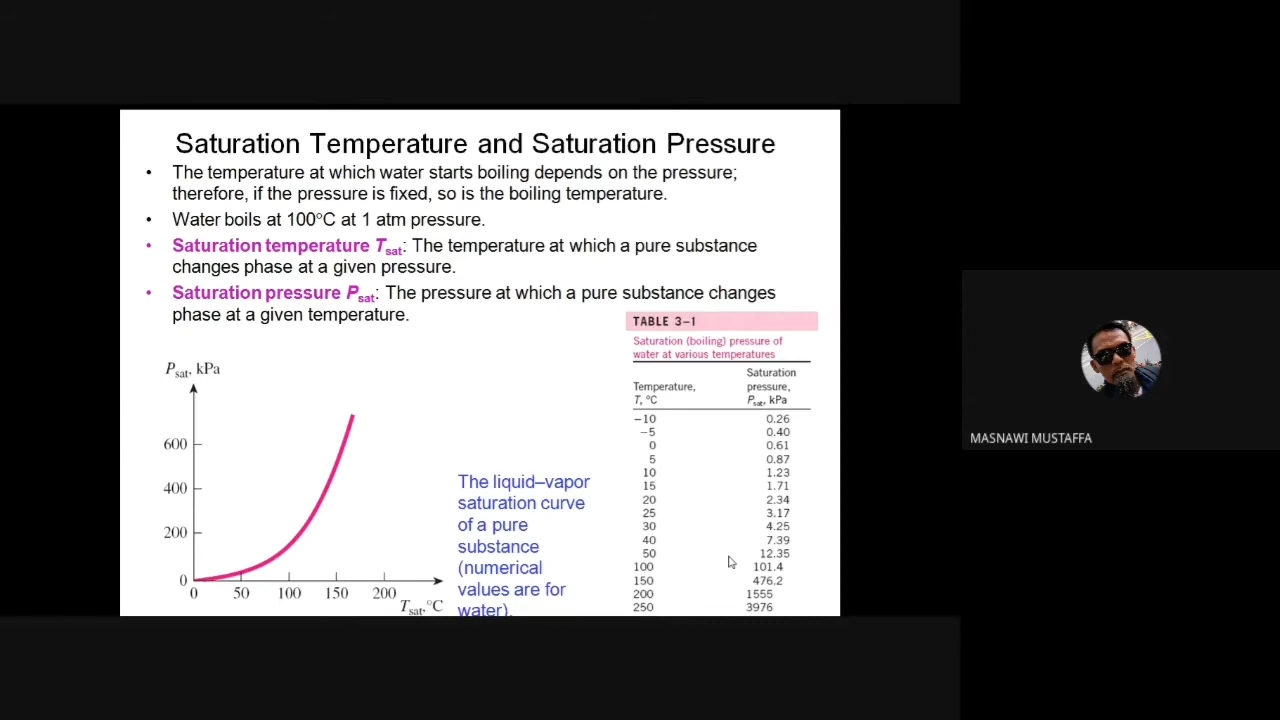 Saturation Temperature and Saturation Pressure
• The temperature at which water starts boiling depends on the pressure;
therefore, if the pressure is fixed, so is the boiling temperature.
• Water boils at 100°C at 1 atm pressure.
• Saturation temperature Tsat: The temperature at which a pure substance
changes phase at a given pressure.
• Saturation pressure Psat: The pressure at which a pure substance changes
phase at a given temperature.
Psat, kPa
600
400
200
0
0 50 100 150 200
Tsat,°C
The liquid–vapor
saturation curve
of a pure
substance
(numerical
values are for
water).
TABLE 3–1
Saturation (boiling) pressure of
water at various temperatures
Saturation
Temperature, pressure,
T, °C Psat, kPa
−10 0.26
−5 0.40
0 0.61
5 0.87
10 1.23
15 1.71
20 2.34
25 3.17
30 4.25
40 7.39
50 12.35
100 101.4
150 476.2
200 1555
250 3976
MASNAWI MUSTAFFA